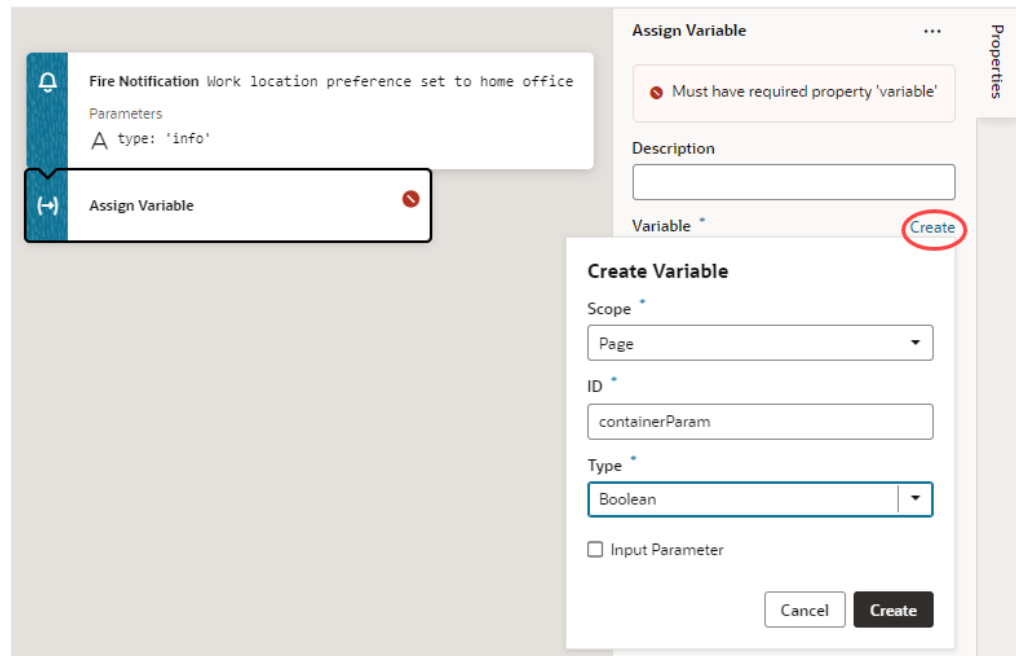 Fire Notification Work location preference set to home office
Parameters
A type: 'info'
Assign Variable
Assign Variable
...
Properties
Must have required property 'variable'
Description
Variable *
Create
Create Variable
Scope *
Page
ID *
containerParam
Type *
Boolean
Input Parameter
Cancel
Create